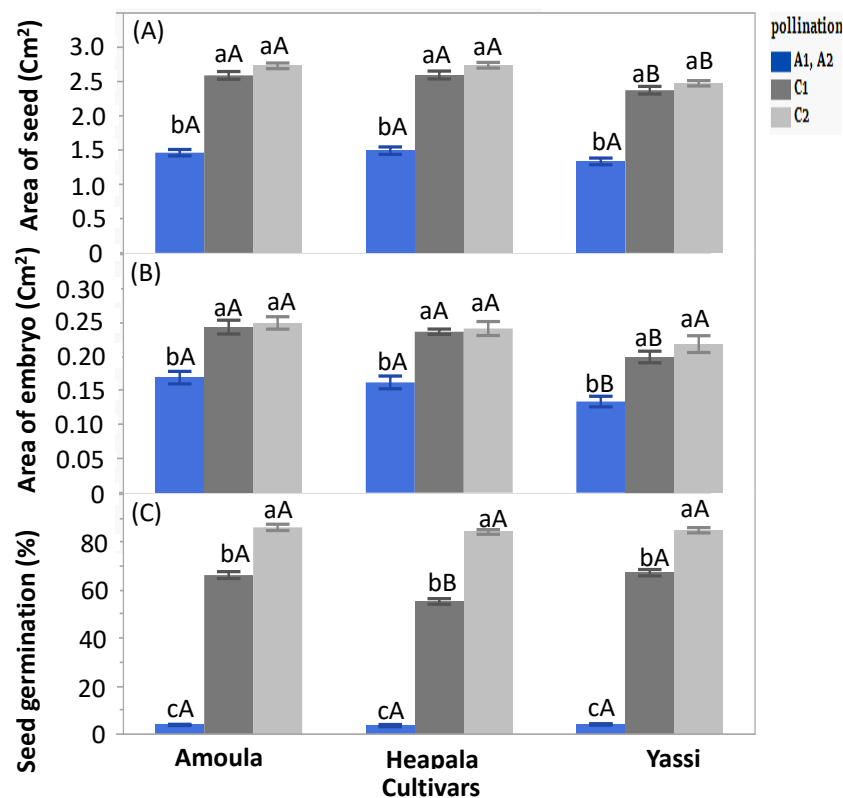 pollination
A1, A2
C1
C2
(A)
Area of seed (Cm²)
3.0
2.5
2.0
1.5
1.0
0.5
0
bA
aA
aA
bA
aA
aA
bA
aB
aB
(B)
Area of embryo (Cm²)
0.30
0.25
0.20
0.15
0.10
0.05
0
bA
aA
aA
bA
aA
aA
bB
aB
aA
(C)
Seed germination (%)
80
60
40
20
0
cA
bA
aA
cA
bB
aA
cA
bA
aA
Amoula
Heapala
Yassi
Cultivars